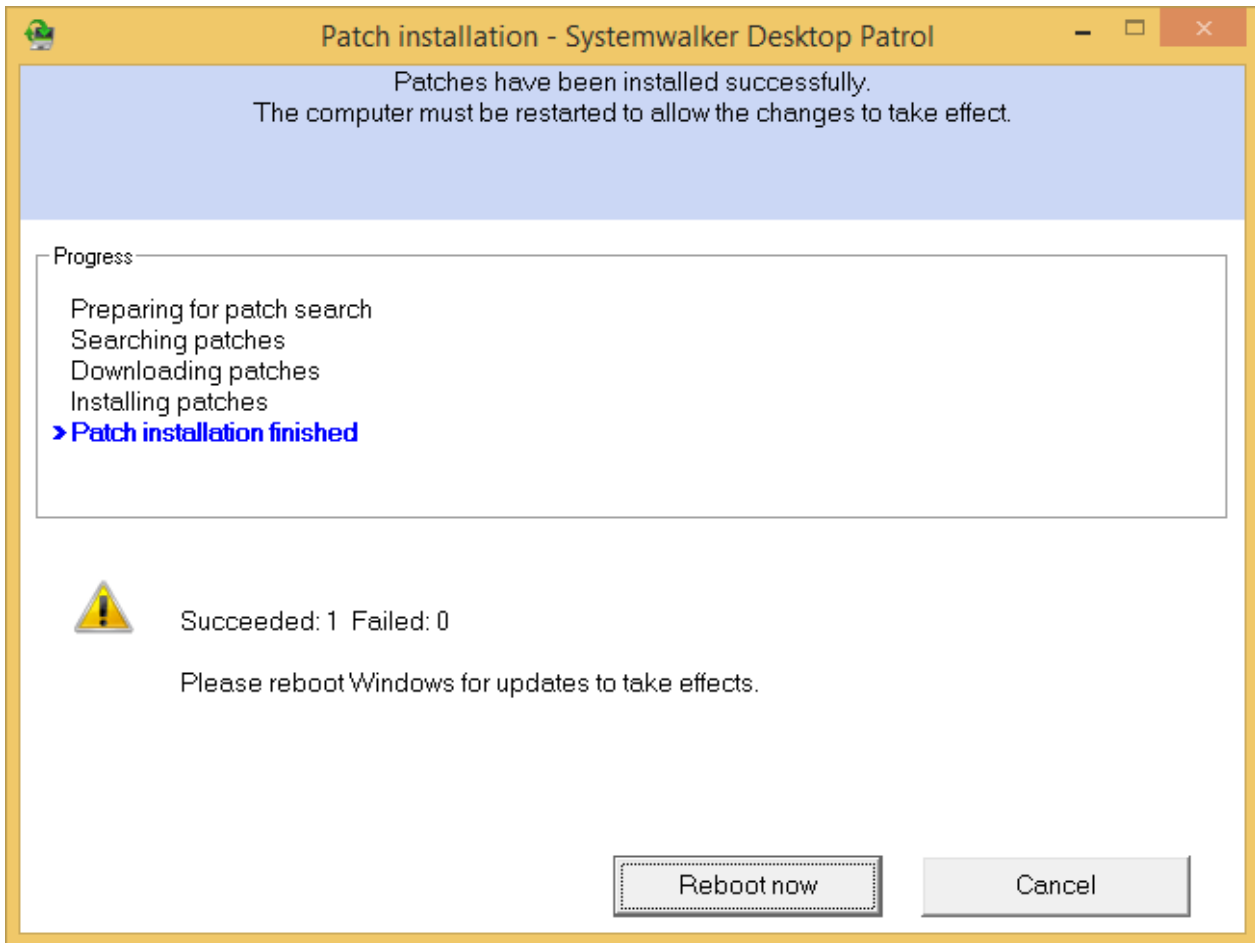 Patch installation - Systemwalker Desktop Patrol
Patches have been installed successfully.
The computer must be restarted to allow the changes to take effect.
Progress
Preparing for patch search
Searching patches
Downloading patches
Installing patches
> Patch installation finished
Succeeded: 1 Failed: 0
Please reboot Windows for updates to take effects.
Reboot now
Cancel